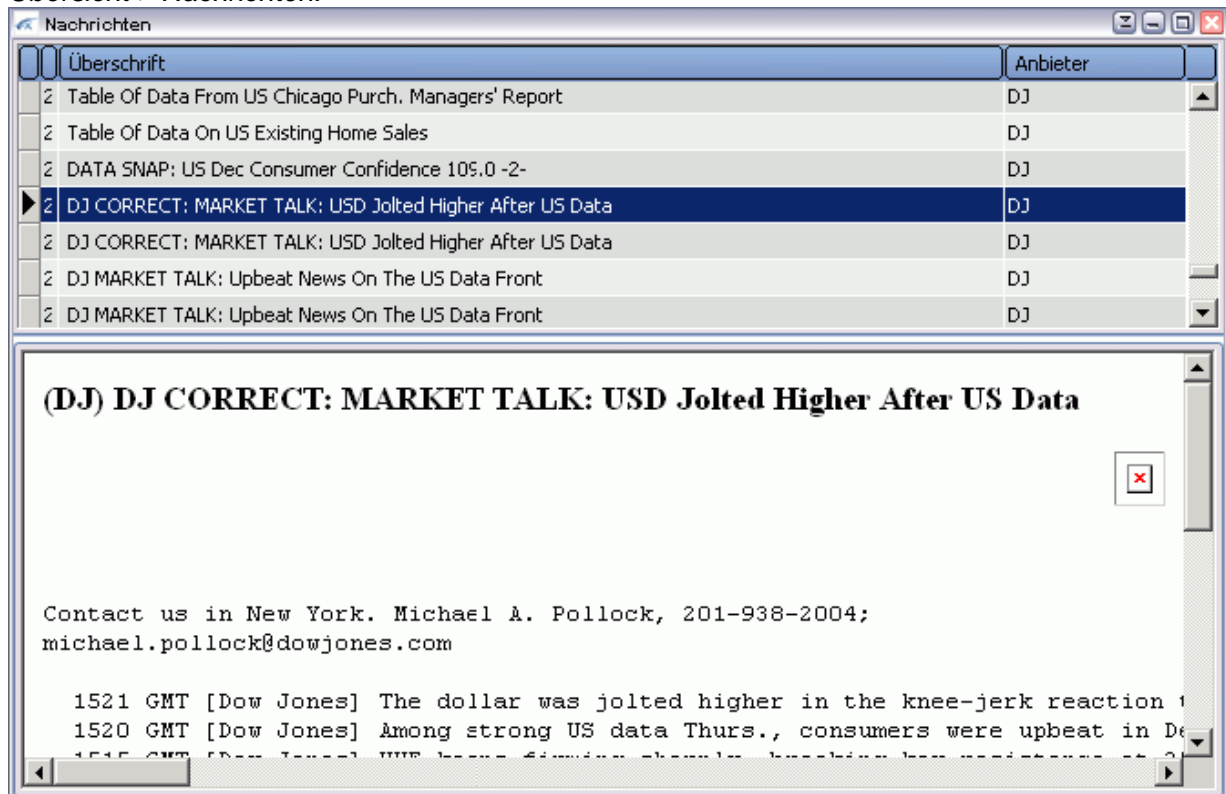 Übersicht > Nachrichten.
Nachrichten
Überschrift Anbieter
2 Table Of Data From US Chicago Purch. Managers' Report DJ
2 Table Of Data On US Existing Home Sales DJ
2 DATA SNAP: US Dec Consumer Confidence 109.0 -2- DJ
2 DJ CORRECT: MARKET TALK: USD Jolted Higher After US Data DJ
2 DJ CORRECT: MARKET TALK: USD Jolted Higher After US Data DJ
2 DJ MARKET TALK: Upbeat News On The US Data Front DJ
2 DJ MARKET TALK: Upbeat News On The US Data Front DJ
(DJ) DJ CORRECT: MARKET TALK: USD Jolted Higher After US Data
Contact us in New York. Michael A. Pollock, 201-938-2004;
michael.pollock@dowjones.com
1521 GMT [Dow Jones] The dollar was jolted higher in the knee-jerk reaction
1520 GMT [Dow Jones] Among strong US data Thurs., consumers were upbeat in
1515 GMT [Dow Jones]